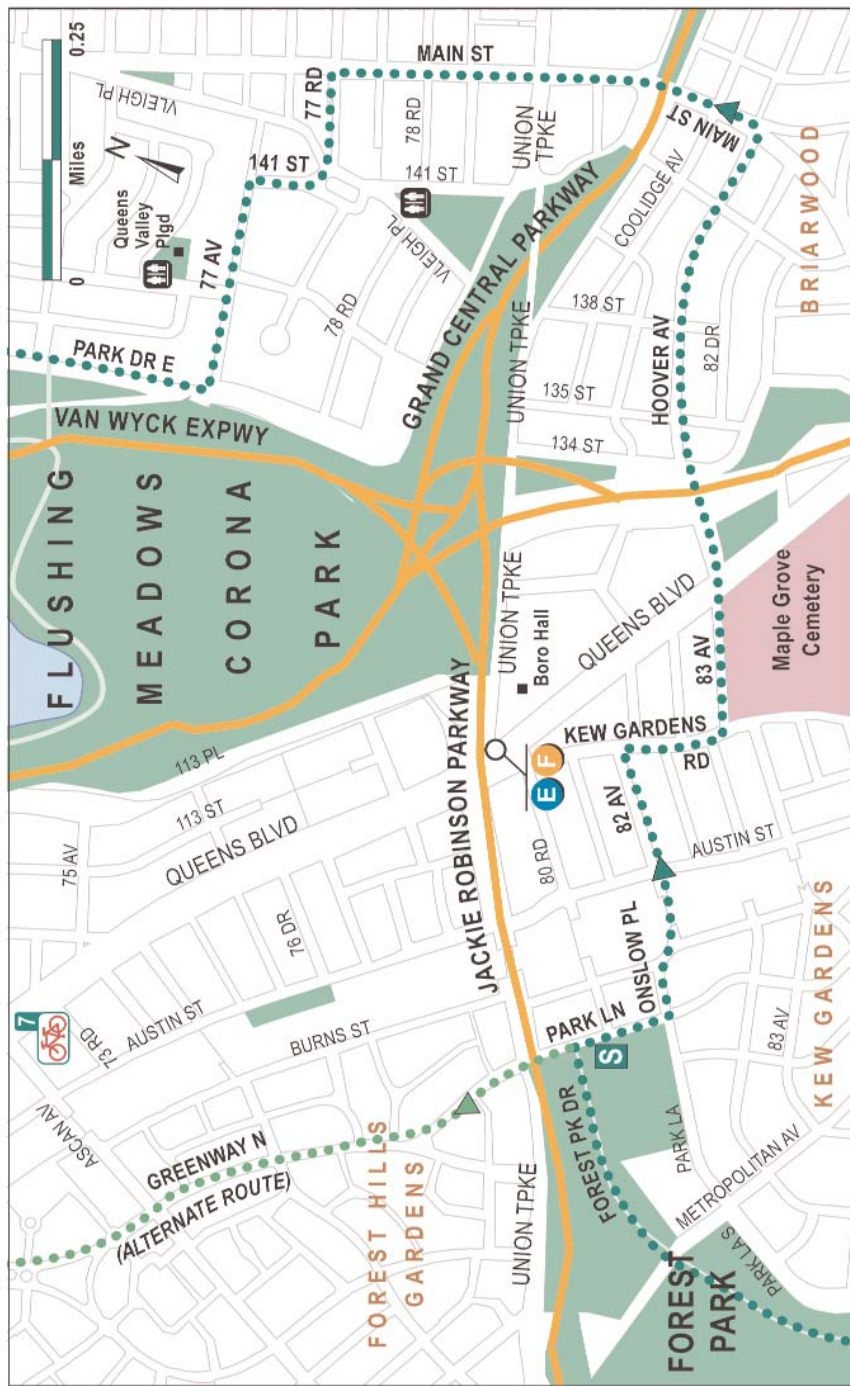 FLUSHING
MEADOWS
CORONA
PARK
0
Miles
0.25
N
Queens
Valley
Plgd
VLEIGH PL
77 AV
141 ST
77 RD
MAIN ST
PARK DR E
VAN WYCK EXPWY
78 RD
78 RD
141 ST
VLEIGH PL
UNION
TPKE
GRAND CENTRAL PARKWAY
UNION TPKE
COOLIDGE AV
MAIN ST
138 ST
135 ST
134 ST
HOOVER AV
82 DR
BRIARWOOD
7
75 AV
113 PL
113 ST
QUEENS BLVD
76 DR
73 RD
AUSTIN ST
ASCAN AV
BURNS ST
GREENWAY N
(ALTERNATE ROUTE)
FOREST HILLS
GARDENS
JACKIE ROBINSON PARKWAY
UNION TPKE
Boro Hall
QUEENS BLVD
E
F
KEW GARDENS
RD
80 RD
82 AV
83 AV
Maple Grove
Cemetery
AUSTIN ST
ONSLOW PL
PARK LN
S
83 AV
KEW GARDENS
UNION TPKE
FOREST PK DR
PARK LA
METROPOLITAN AV
PARK LA S
FOREST
PARK